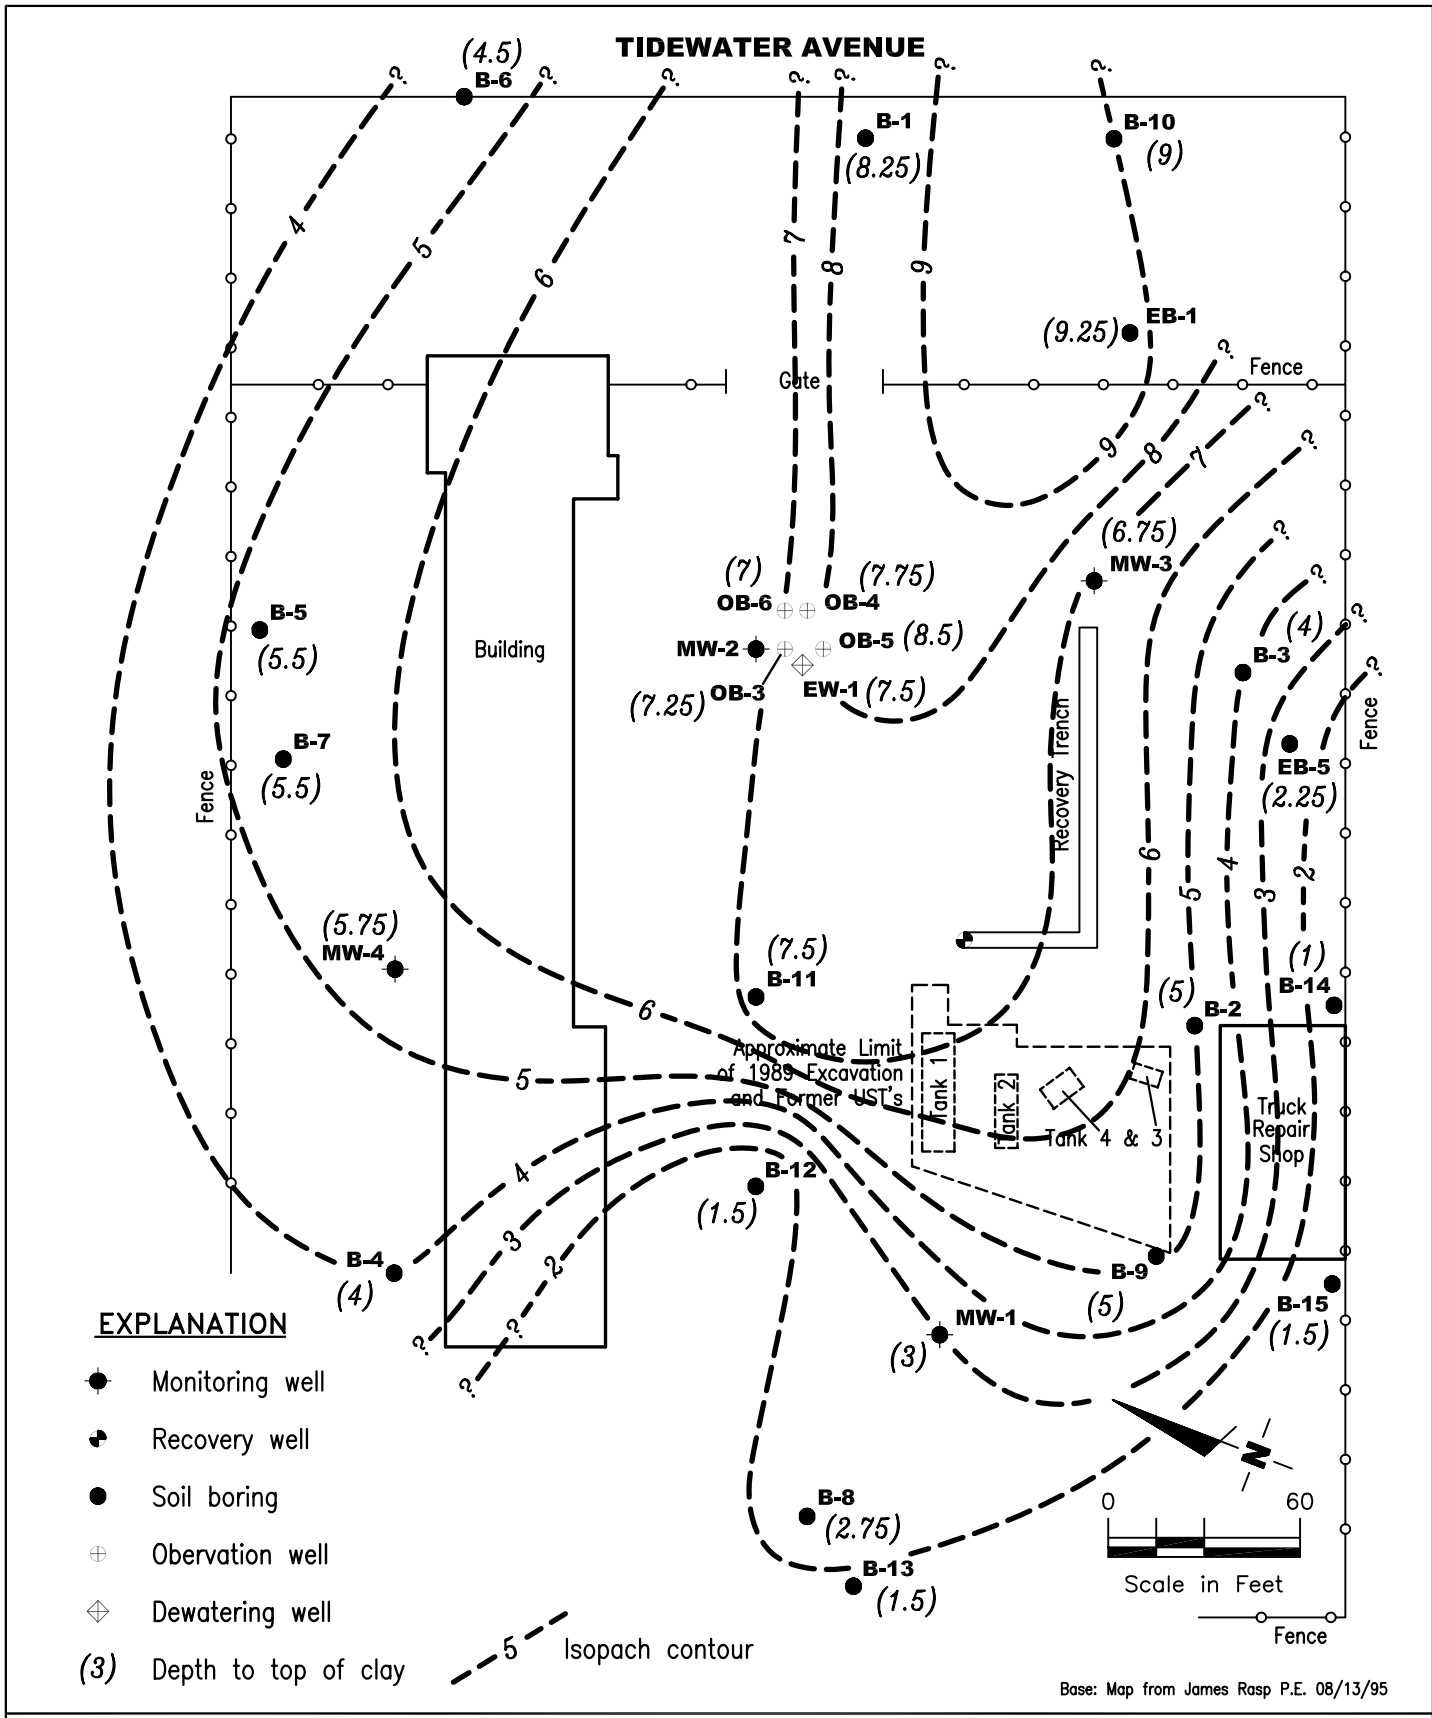 TIDEWATER AVENUE
(4.5)
B-6
? ? ? ? ? ? ?
B-1
(8.25)
B-10
(9)
4
5
6
7
8
9
EB-1
(9.25)
Gate
Fence
?
?
?
9
8
7
(6.75)
MW-3
?
?
?
?
(7)
OB-6
OB-4
(7.75)
MW-2
OB-5
(8.5)
OB-3
(7.25)
EW-1
(7.5)
B-5
(5.5)
B-7
(5.5)
Fence
Building
(4)
B-3
Fence
EB-5
(2.25)
Recovery Trench
6
5
4
3
2
(5.75)
MW-4
(7.5)
B-11
(1)
B-14
(5)
B-2
6
5
Approximate Limit
of 1989 Excavation
and Former UST's
Tank 1
Tank 2
Tank 4 & 3
Truck
Repair
Shop
4
3
2
B-12
(1.5)
B-4
(4)
?
?
?
?
B-9
(5)
MW-1
(3)
B-15
(1.5)
B-8
(2.75)
B-13
(1.5)
N
0 60
Scale in Feet
Fence
EXPLANATION
Monitoring well
Recovery well
Soil boring
Obervation well
Dewatering well
(3) Depth to top of clay
5 Isopach contour
Base: Map from James Rasp P.E. 08/13/95